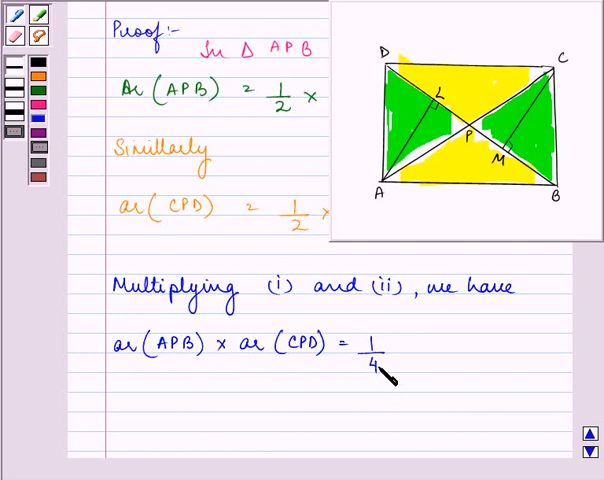 Proof:-
In Δ APB
Ar (APB) = 1/2 ×
Simillarly
ar (CPD) = 1/2 ×
Multiplying (i) and (ii), we have
ar (APB) × ar (CPD) = 1/4
D
C
L
P
M
A
B